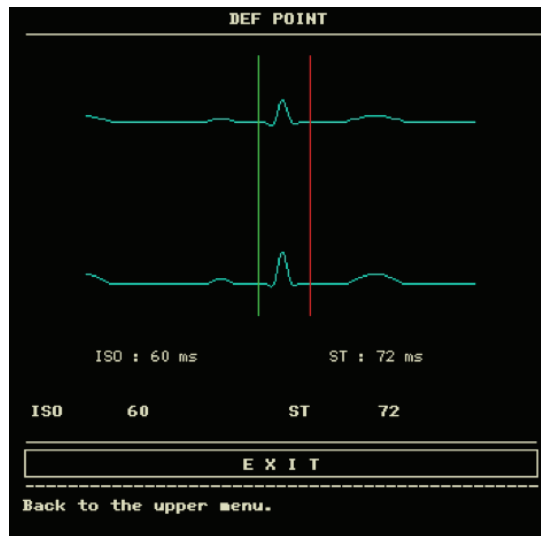 DEF POINT
ISO : 60 ms ST : 72 ms
ISO 60 ST 72
E X I T
Back to the upper menu.